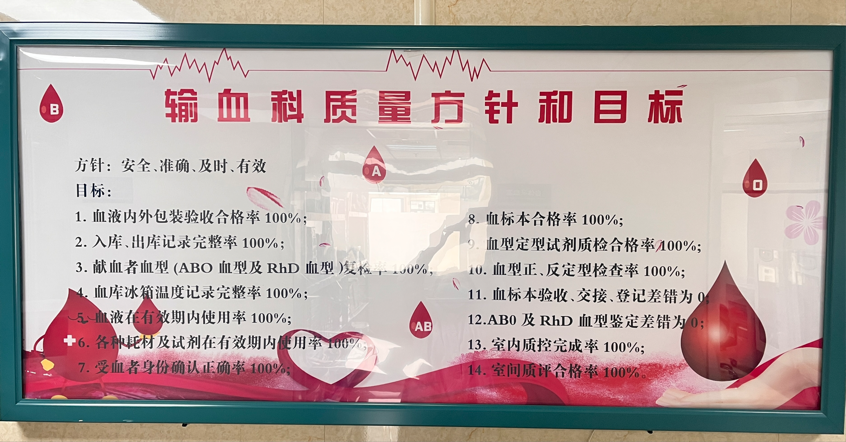 输血科质量方针和目标
B
A
D
AB
方针：安全、准确、及时、有效
目标：
1. 血液内外包装验收合格率 100%;
2. 入库、出库记录完整率 100%;
3. 献血者血型 (ABO 血型及 RhD 血型 )复检率 100%;
4. 血库冰箱温度记录完整率 100%;
5. 血液在有效期内使用率 100%;
6. 各种耗材及试剂在有效期内使用率 100%;
7. 受血者身份确认正确率 100%;
8. 血标本合格率 100%;
9. 血型定型试剂质检合格率 100%;
10. 血型正、反定型检查率 100%;
11. 血标本验收、交接、登记差错为 0;
12.AB0 及 RhD 血型鉴定差错为 0;
13. 室内质控完成率 100%;
14. 室间质评合格率 100%